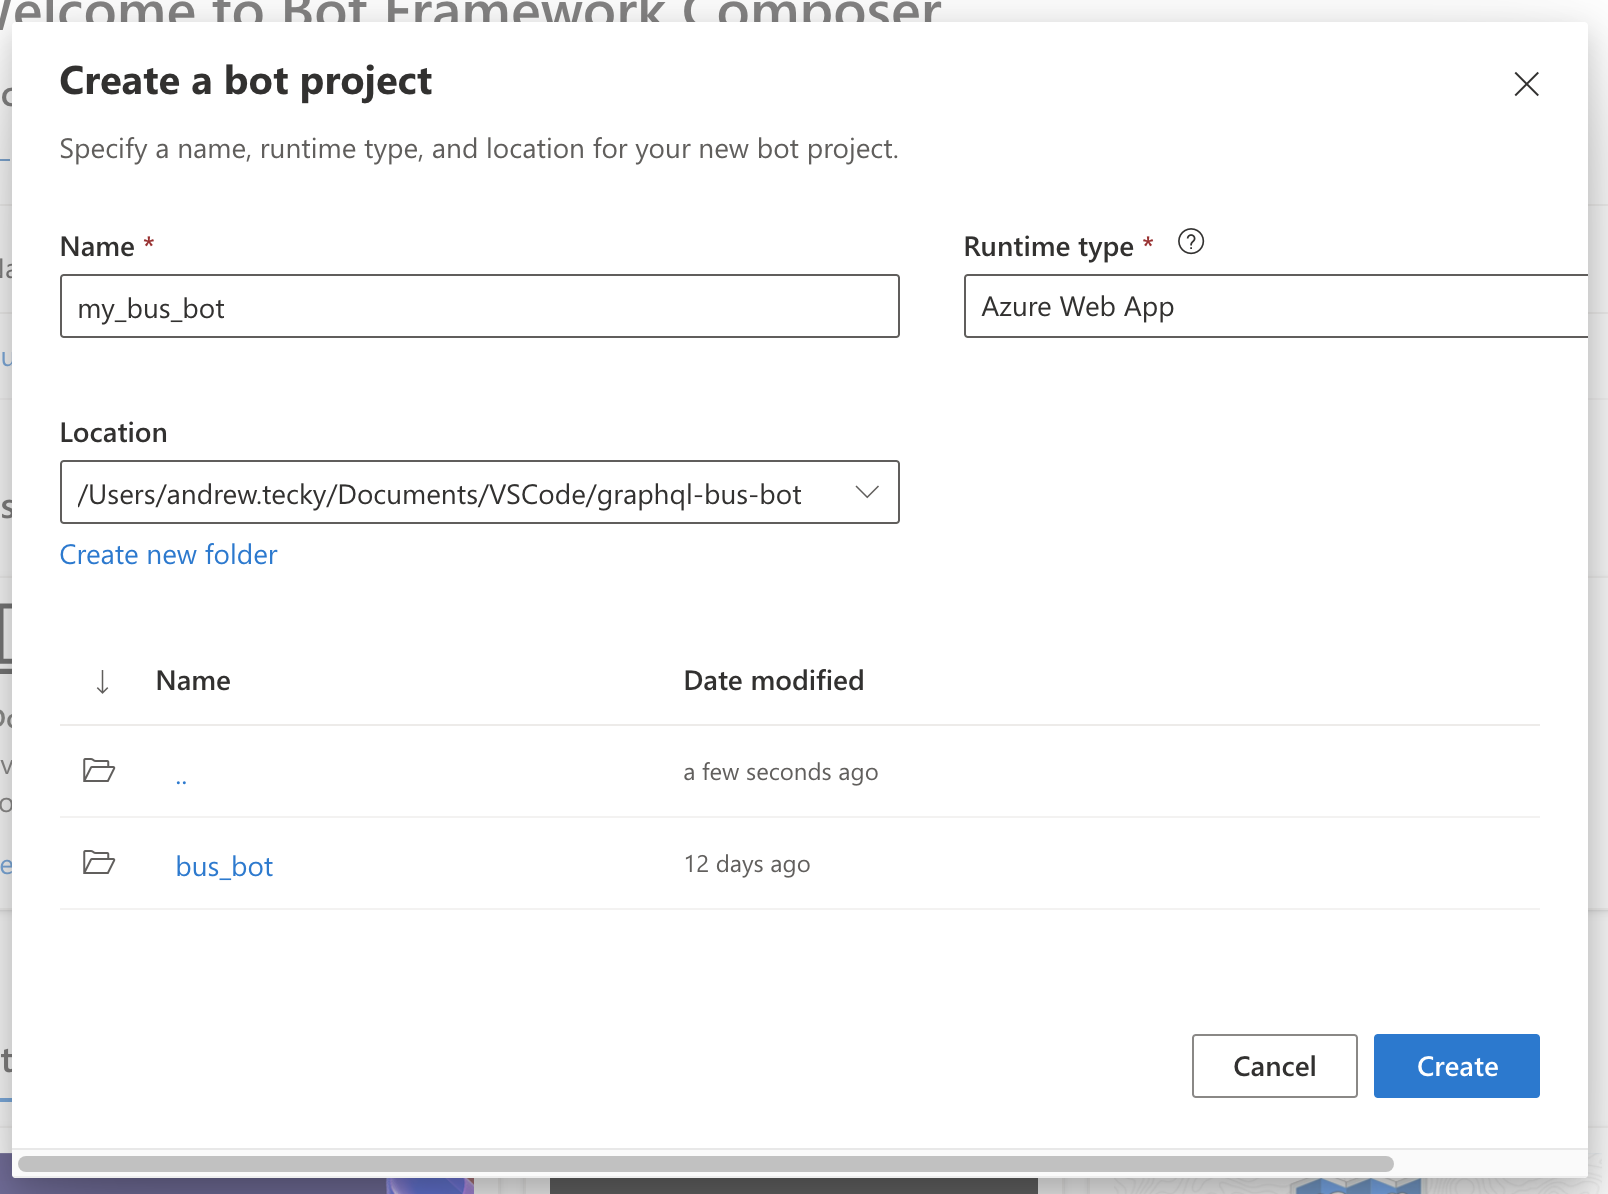 Welcome to Bot Framework Composer
Create a bot project
Specify a name, runtime type, and location for your new bot project.
Name *
Runtime type *
my_bus_bot
Azure Web App
Location
/Users/andrew.tecky/Documents/VSCode/graphql-bus-bot
Create new folder
Name
Date modified
..
a few seconds ago
bus_bot
12 days ago
Cancel
Create